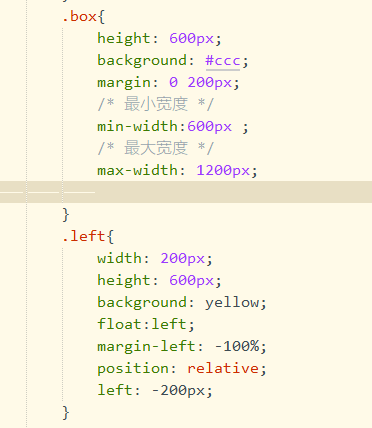 .box{
height: 600px;
background: #ccc;
margin: 0 200px;
/* 最小宽度 */
min-width:600px ;
/* 最大宽度 */
max-width: 1200px;
}
.left{
width: 200px;
height: 600px;
background: yellow;
float:left;
margin-left: -100%;
position: relative;
left: -200px;
}